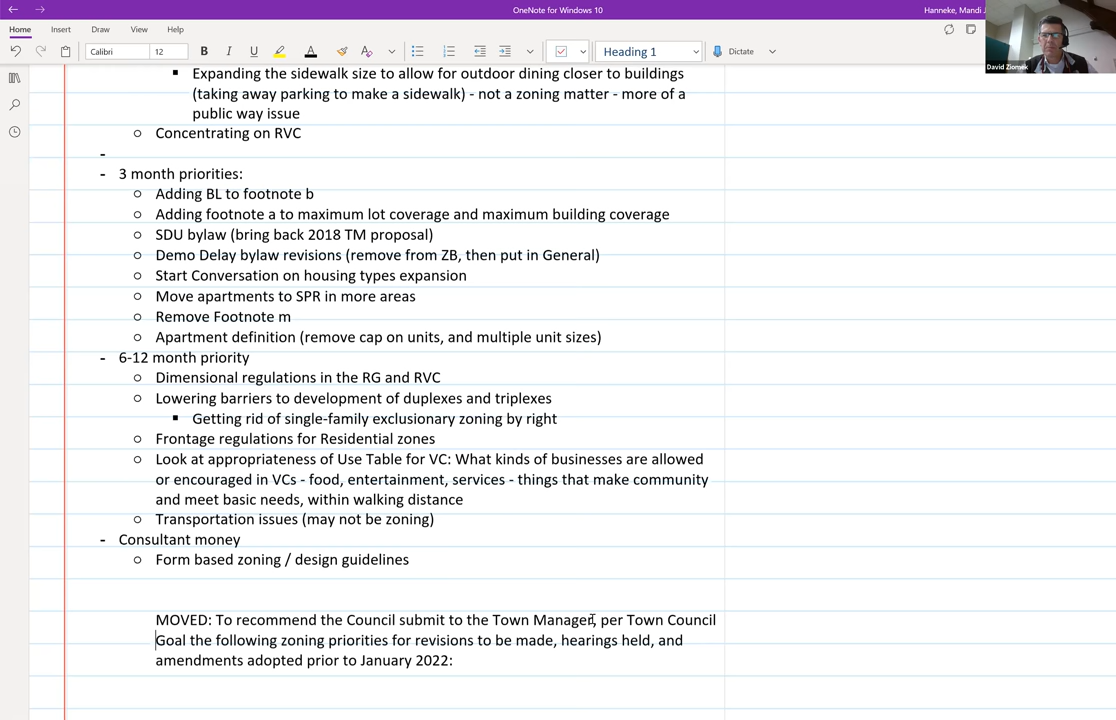 OneNote for Windows 10
Hanneke, Mandi J
Home Insert Draw View Help
Calibri 12 B I U A A Heading 1 Dictate
David Ziomek
▪ Expanding the sidewalk size to allow for outdoor dining closer to buildings
(taking away parking to make a sidewalk) - not a zoning matter - more of a
public way issue
○ Concentrating on RVC
-
- 3 month priorities:
○ Adding BL to footnote b
○ Adding footnote a to maximum lot coverage and maximum building coverage
○ SDU bylaw (bring back 2018 TM proposal)
○ Demo Delay bylaw revisions (remove from ZB, then put in General)
○ Start Conversation on housing types expansion
○ Move apartments to SPR in more areas
○ Remove Footnote m
○ Apartment definition (remove cap on units, and multiple unit sizes)
- 6-12 month priority
○ Dimensional regulations in the RG and RVC
○ Lowering barriers to development of duplexes and triplexes
▪ Getting rid of single-family exclusionary zoning by right
○ Frontage regulations for Residential zones
○ Look at appropriateness of Use Table for VC: What kinds of businesses are allowed
or encouraged in VCs - food, entertainment, services - things that make community
and meet basic needs, within walking distance
○ Transportation issues (may not be zoning)
- Consultant money
○ Form based zoning / design guidelines
MOVED: To recommend the Council submit to the Town Manager, per Town Council
Goal the following zoning priorities for revisions to be made, hearings held, and
amendments adopted prior to January 2022: